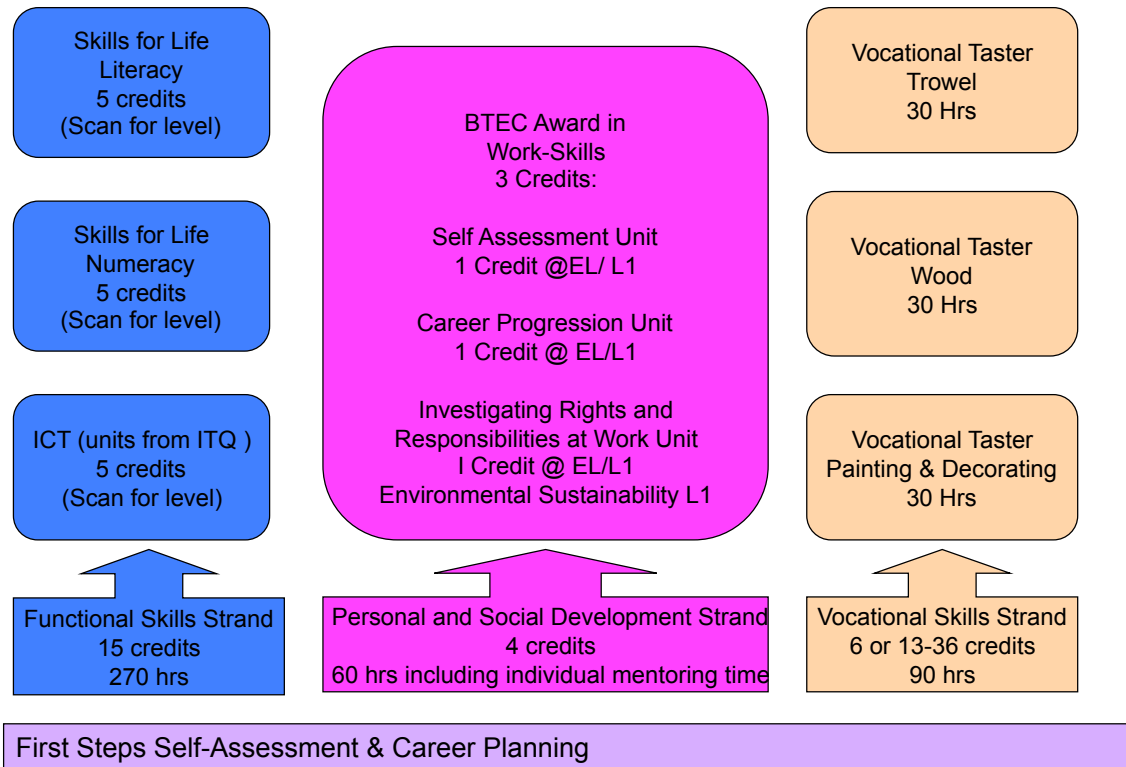 Skills for Life
Literacy
5 credits
(Scan for level)
Skills for Life
Numeracy
5 credits
(Scan for level)
ICT (units from ITQ )
5 credits
(Scan for level)
Functional Skills Strand
15 credits
270 hrs
BTEC Award in
Work-Skills
3 Credits:
Self Assessment Unit
1 Credit @EL/ L1
Career Progression Unit
1 Credit @ EL/L1
Investigating Rights and
Responsibilities at Work Unit
I Credit @ EL/L1
Environmental Sustainability L1
Personal and Social Development Strand
4 credits
60 hrs including individual mentoring time
Vocational Taster
Trowel
30 Hrs
Vocational Taster
Wood
30 Hrs
Vocational Taster
Painting & Decorating
30 Hrs
Vocational Skills Strand
6 or 13-36 credits
90 hrs
First Steps Self-Assessment & Career Planning